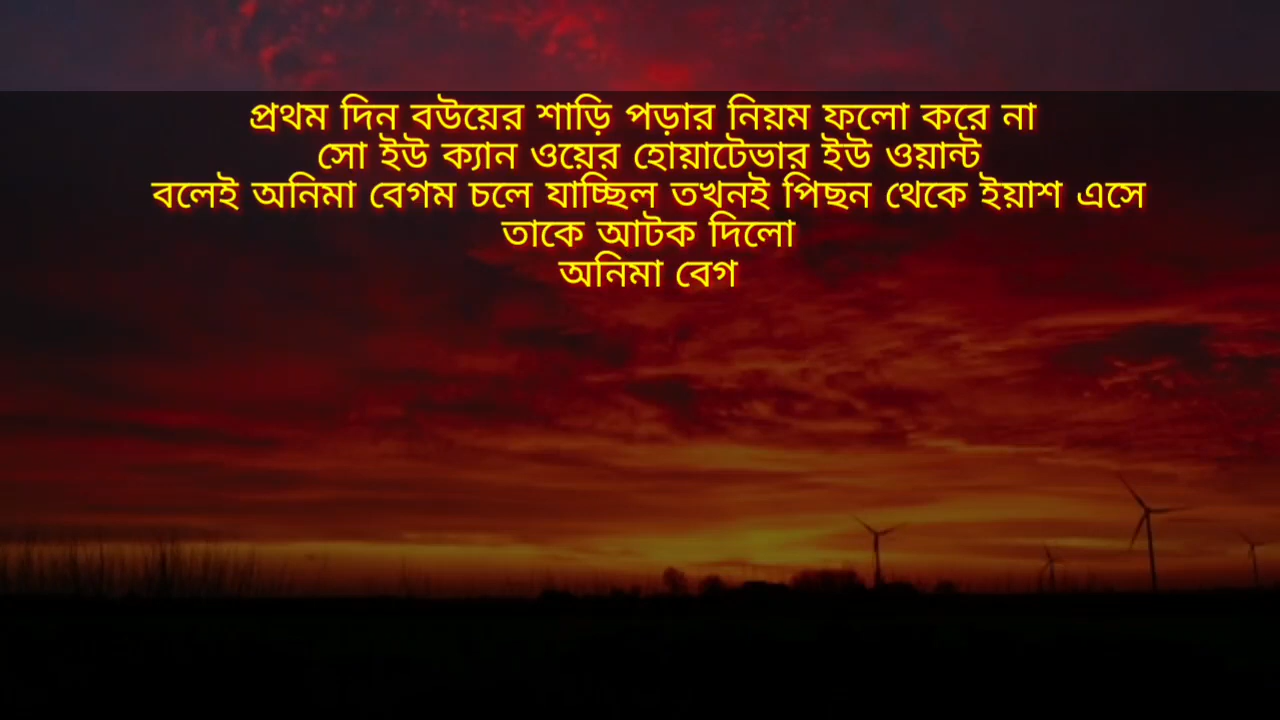 প্রথম দিন বউয়ের শাড়ি পড়ার নিয়ম ফলো করে না
সো ইউ ক্যান ওয়ের হোয়াটেভার ইউ ওয়ান্ট
বলেই অনিমা বেগম চলে যাচ্ছিল তখনই পিছন থেকে ইয়াশ এসে
তাকে আটক দিলো
অনিমা বেগ